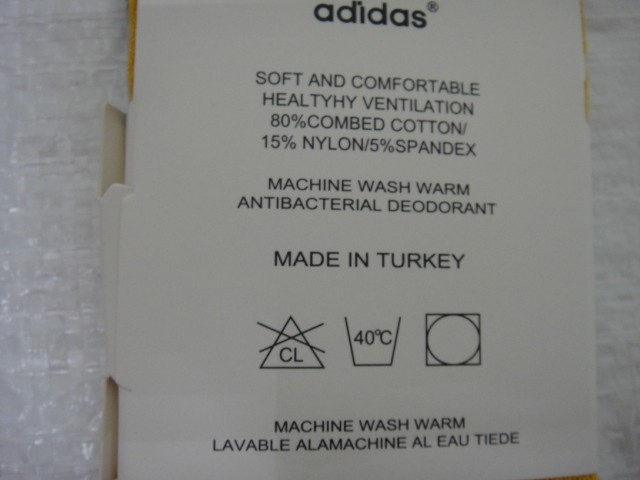 adidas®
SOFT AND COMFORTABLE
HEALTYHY VENTILATION
80%COMBED COTTON/
15% NYLON/5%SPANDEX
MACHINE WASH WARM
ANTIBACTERIAL DEODORANT
MADE IN TURKEY
CL 40°C
MACHINE WASH WARM
LAVABLE ALAMACHINE AL EAU TIEDE